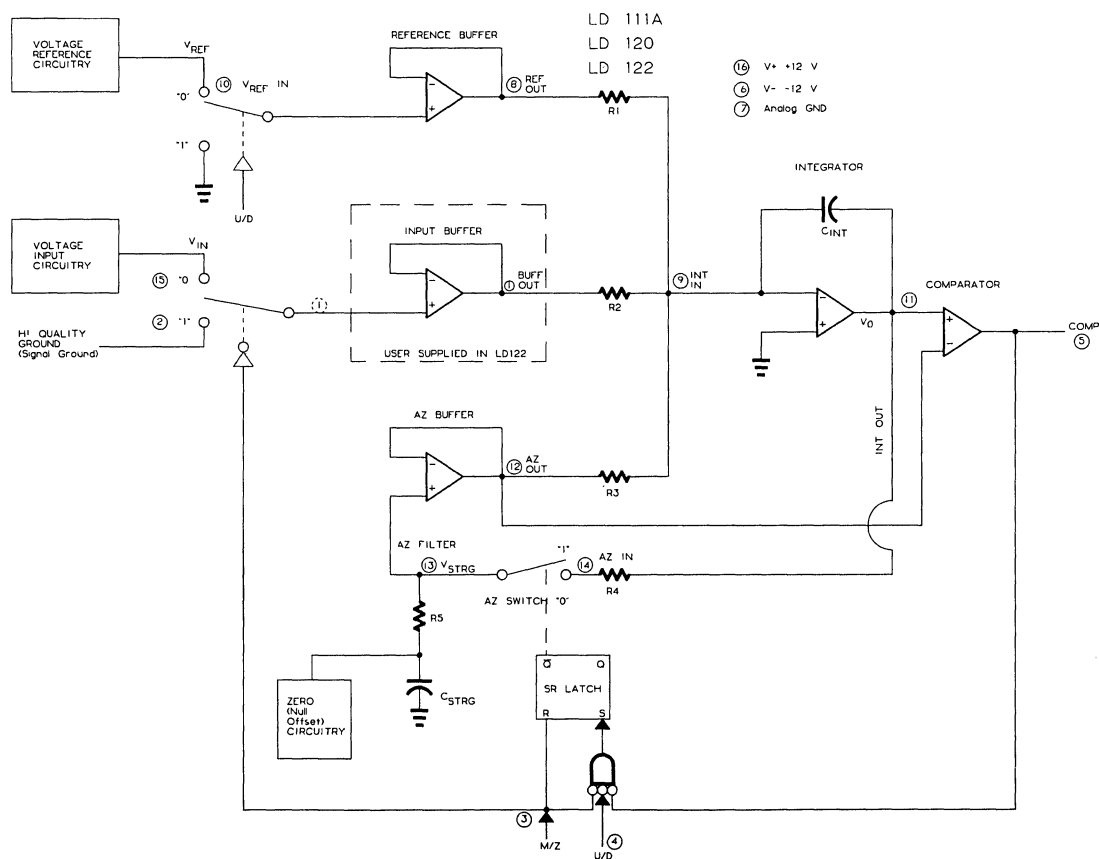 LD 111A
LD 120
LD 122
VOLTAGE
REFERENCE
CIRCUITRY
VREF
10 VREF IN
"0"
"1"
U/D
REFERENCE BUFFER
-
+
8 REF
OUT
R1
16 V+ +12 V
6 V- -12 V
7 Analog GND
VOLTAGE
INPUT
CIRCUITRY
VIN
15 "0
2 "1"
HI QUALITY
GROUND
(Signal Ground)
1
INPUT BUFFER
-
+
1 BUFF
OUT
USER SUPPLIED IN LD122
R2
9 INT
IN
INTEGRATOR
CINT
-
+
VO
11
COMPARATOR
+
-
COMP
5
INT OUT
AZ BUFFER
-
+
12 AZ
OUT
R3
AZ FILTER
13 VSTRG
"1"
14 AZ IN
AZ SWITCH "0"
R4
R5
CSTRG
ZERO
(Null
Offset)
CIRCUITRY
Q̅ Q
SR LATCH
R S
3
M/Z
4
U/D